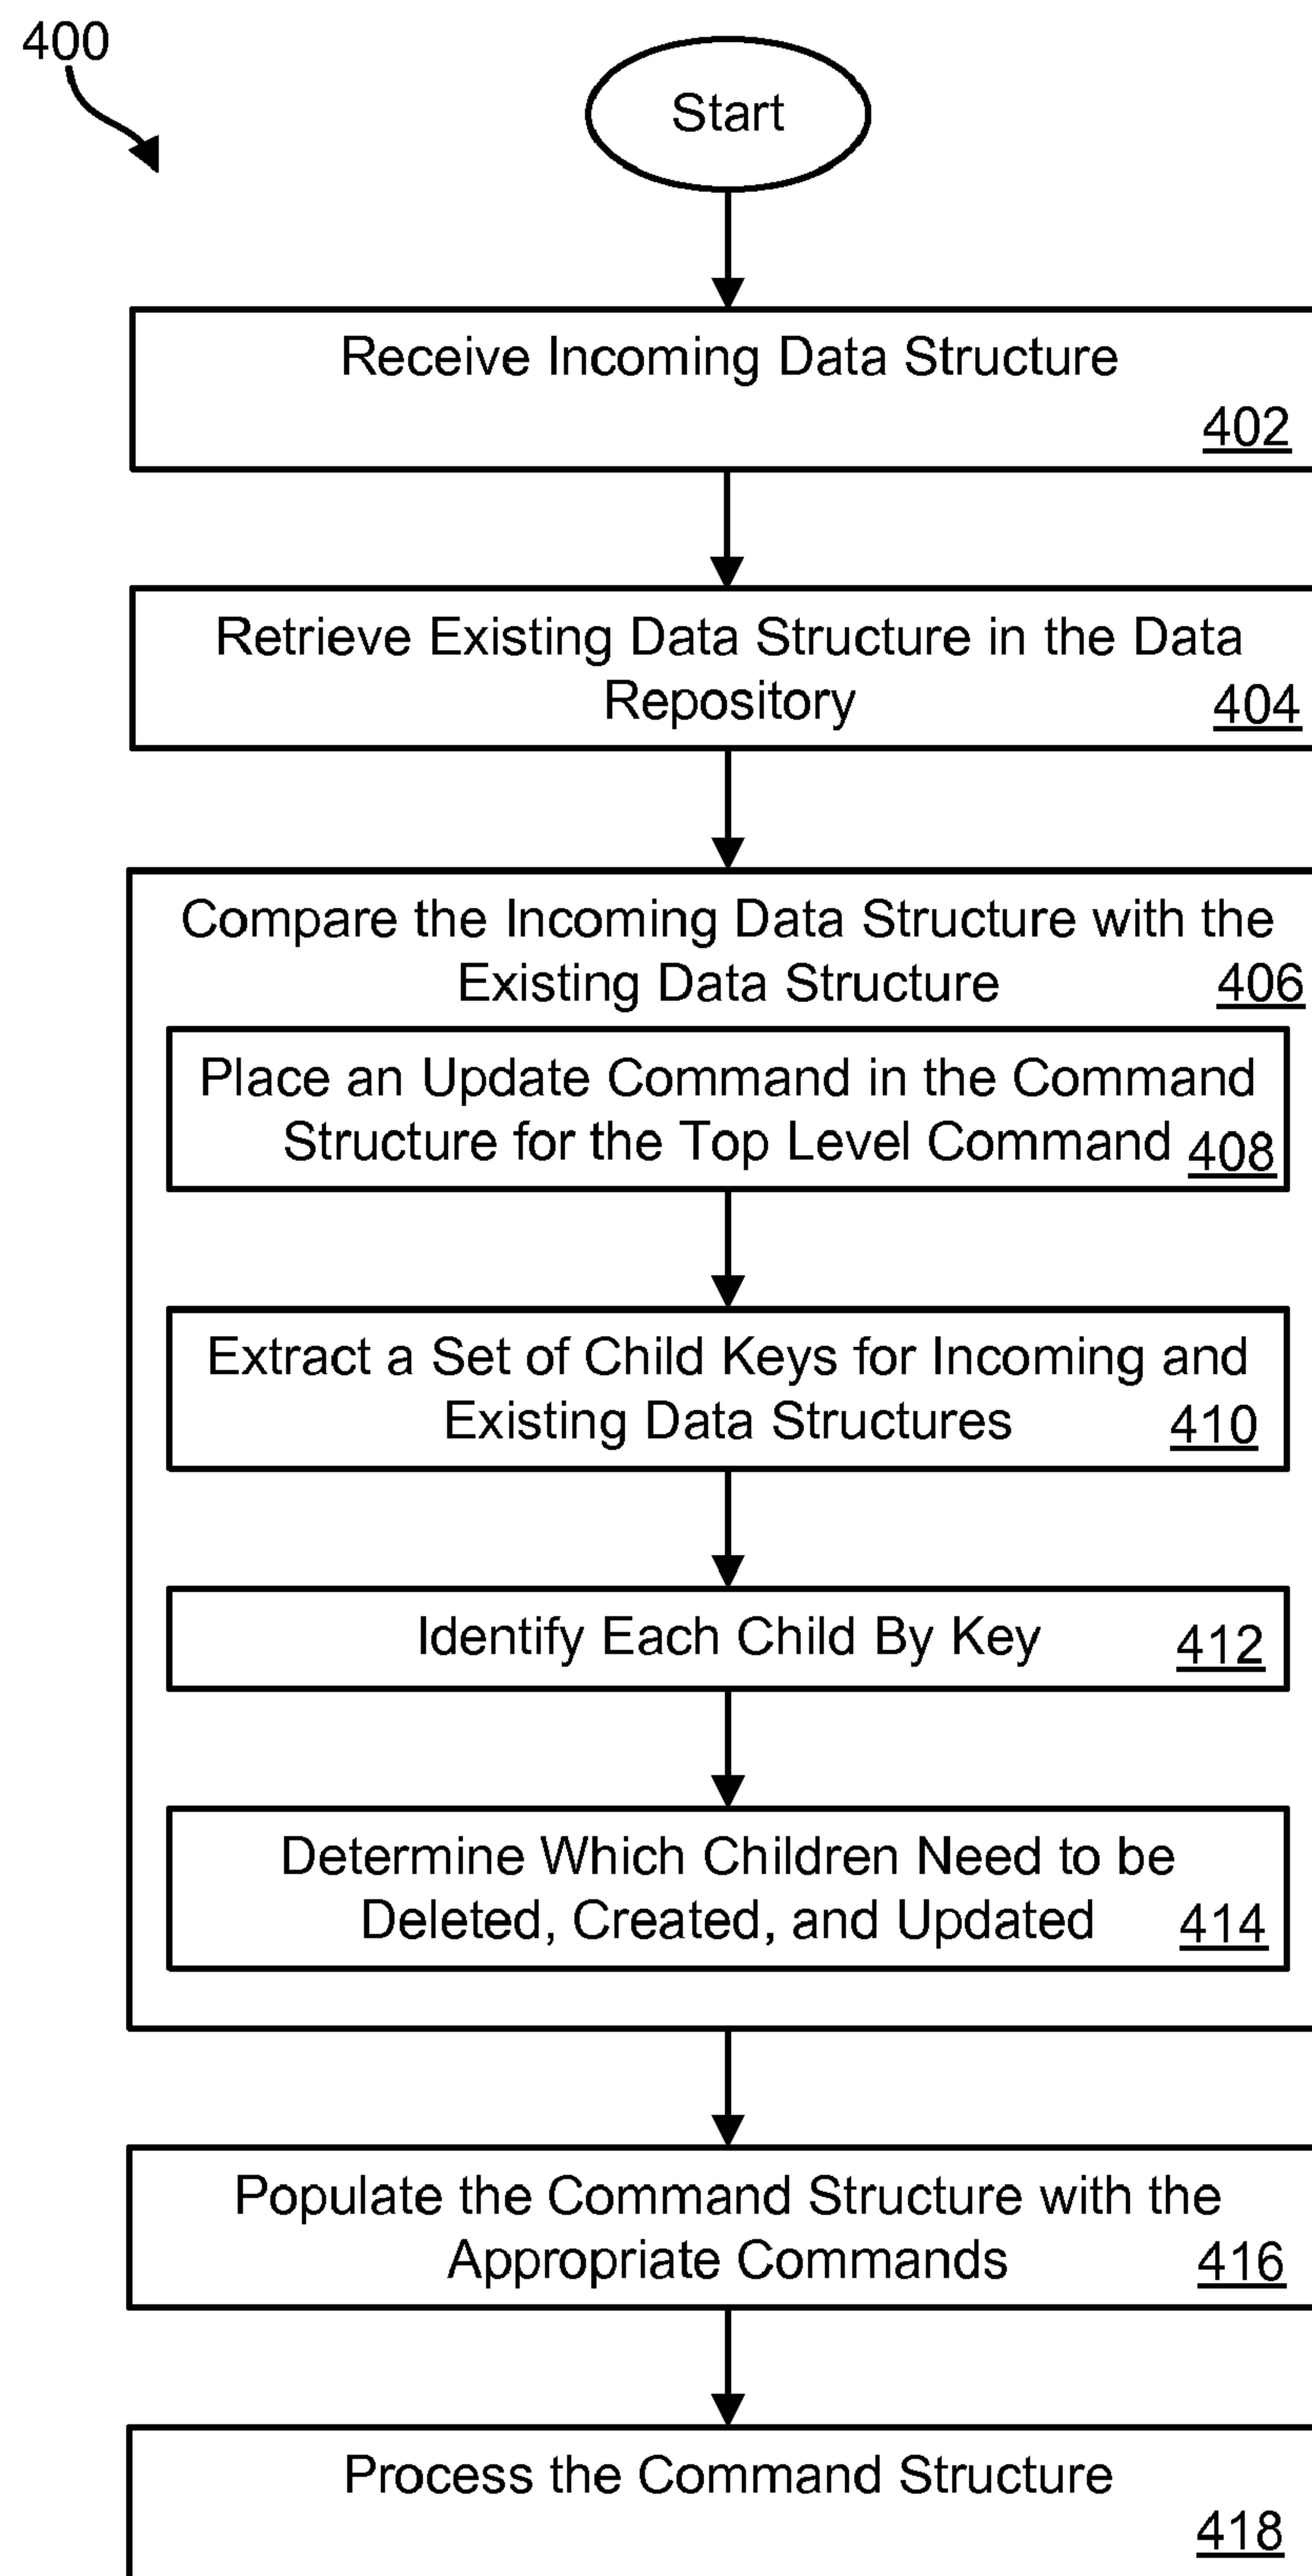 400
Start
Receive Incoming Data Structure
402
Retrieve Existing Data Structure in the Data
Repository
404
Compare the Incoming Data Structure with the
Existing Data Structure
406
Place an Update Command in the Command
Structure for the Top Level Command
408
Extract a Set of Child Keys for Incoming and
Existing Data Structures
410
Identify Each Child By Key
412
Determine Which Children Need to be
Deleted, Created, and Updated
414
Populate the Command Structure with the
Appropriate Commands
416
Process the Command Structure
418